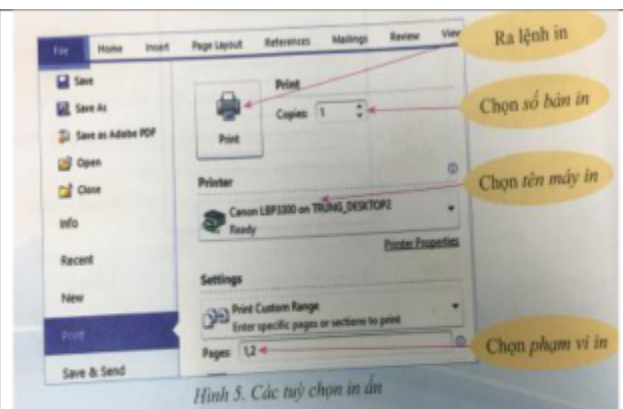 File Home Insert Page Layout References Mailings Review View
Ra lệnh in
Save
Save As
Save as Adobe PDF
Open
Close
Info
Recent
New
Print
Save & Send
Print
Print
Copies: 1
Chọn số bản in
Printer
Chọn tên máy in
Canon LBP3300 on TRUNG_DESKTOP2
Ready
Printer Properties
Settings
Print Custom Range
Enter specific pages or sections to print
Pages: 1,2
Chọn phạm vi in
Hình 5. Các tuỳ chọn in ấn